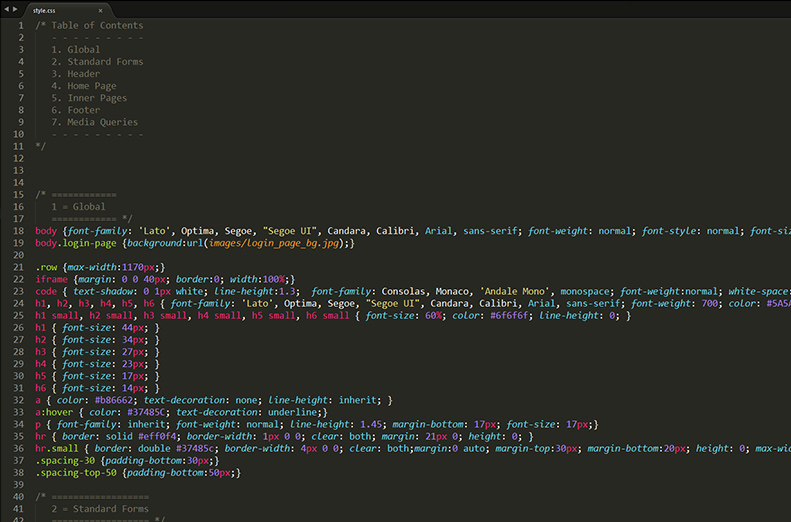 style.css ×
1 /* Table of Contents
2 - - - - - - - - -
3 1. Global
4 2. Standard Forms
5 3. Header
6 4. Home Page
7 5. Inner Pages
8 6. Footer
9 7. Media Queries
10 - - - - - - - - -
11 */
12
13
14
15 /* ============
16 1 = Global
17 ============ */
18 body {font-family: 'Lato', Optima, Segoe, "Segoe UI", Candara, Calibri, Arial, sans-serif; font-weight: normal; font-style: normal; font-siz
19 body.login-page {background:url(images/login_page_bg.jpg);}
20
21 .row {max-width:1170px;}
22 iframe {margin: 0 0 40px; border:0; width:100%;}
23 code { text-shadow: 0 1px white; line-height:1.3;  font-family: Consolas, Monaco, 'Andale Mono', monospace; font-weight:normal; white-space:
24 h1, h2, h3, h4, h5, h6 { font-family: 'Lato', Optima, Segoe, "Segoe UI", Candara, Calibri, Arial, sans-serif; font-weight: 700; color: #5A5A
25 h1 small, h2 small, h3 small, h4 small, h5 small, h6 small { font-size: 60%; color: #6f6f6f; line-height: 0; }
26 h1 { font-size: 44px; }
27 h2 { font-size: 34px; }
28 h3 { font-size: 27px; }
29 h4 { font-size: 23px; }
30 h5 { font-size: 17px; }
31 h6 { font-size: 14px; }
32 a { color: #b86662; text-decoration: none; line-height: inherit; }
33 a:hover { color: #37485C; text-decoration: underline;}
34 p { font-family: inherit; font-weight: normal; line-height: 1.45; margin-bottom: 17px; font-size: 17px;}
35 hr { border: solid #eff0f4; border-width: 1px 0 0; clear: both; margin: 21px 0; height: 0; }
36 hr.small { border: double #37485c; border-width: 4px 0 0; clear: both;margin:0 auto; margin-top:30px; margin-bottom:20px; height: 0; max-wi
37 .spacing-30 {padding-bottom:30px;}
38 .spacing-top-50 {padding-bottom:50px;}
39
40 /* ==================
41 2 = Standard Forms
42 ================== */